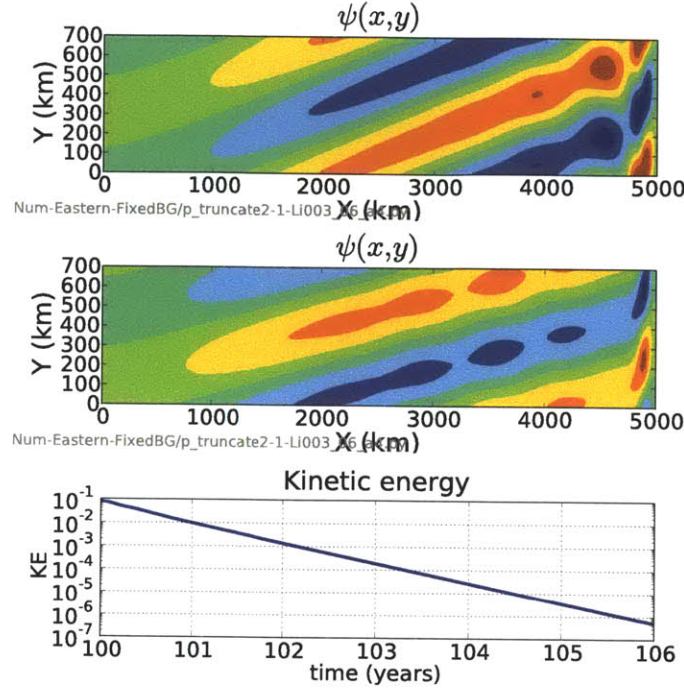 ψ(x,y)
700
600
500
400
300
200
100
0
Y (km)
0 1000 2000 3000 4000 5000
X (km)
Num-Eastern-FixedBG/p_truncate2-1-Li003
ψ(x,y)
700
600
500
400
300
200
100
0
Y (km)
0 1000 2000 3000 4000 5000
X (km)
Num-Eastern-FixedBG/p_truncate2-1-Li003
Kinetic energy
10^-1
10^-2
10^-3
10^-4
10^-5
10^-6
10^-7
KE
100 101 102 103 104 105 106
time (years)